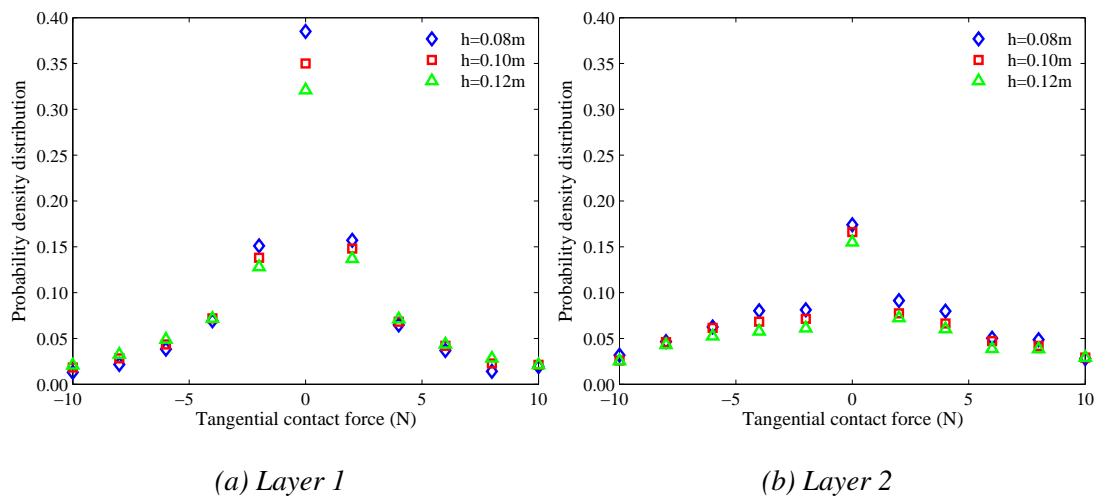 0.40
0.35
0.30
0.25
0.20
0.15
0.10
0.05
0.00
Probability density distribution
h=0.08m
h=0.10m
h=0.12m
−10
−5
0
5
10
Tangential contact force (N)
(a) Layer 1
0.40
0.35
0.30
0.25
0.20
0.15
0.10
0.05
0.00
Probability density distribution
h=0.08m
h=0.10m
h=0.12m
−10
−5
0
5
10
Tangential contact force (N)
(b) Layer 2